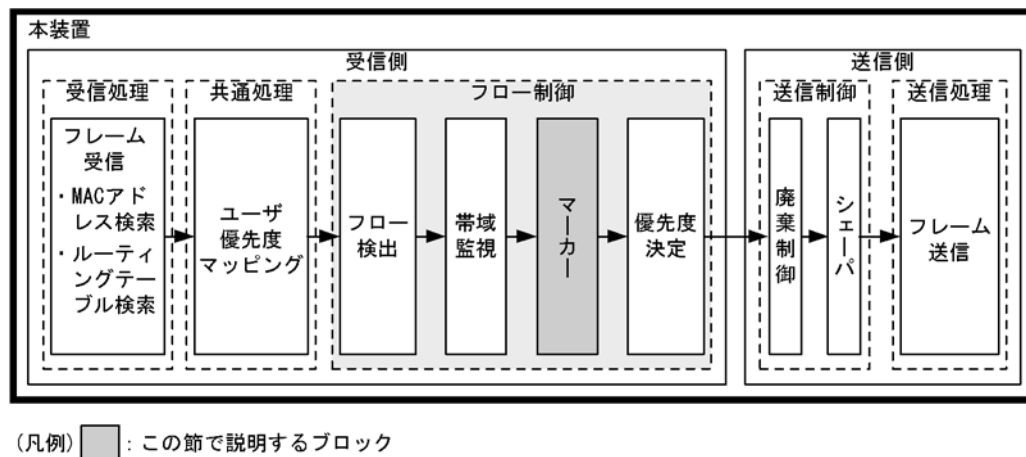 本装置
受信側
送信側
受信処理
共通処理
フロー制御
送信制御
送信処理
フレーム
受信
・MACアド
レス検索
・ルーティ
ングテー
ブル検索
ユーザ
優先度
マッピング
フロー
検出
帯域
監視
マーカー
優先度
決定
廃棄制御
シェーパ
フレーム
送信
(凡例) : この節で説明するブロック